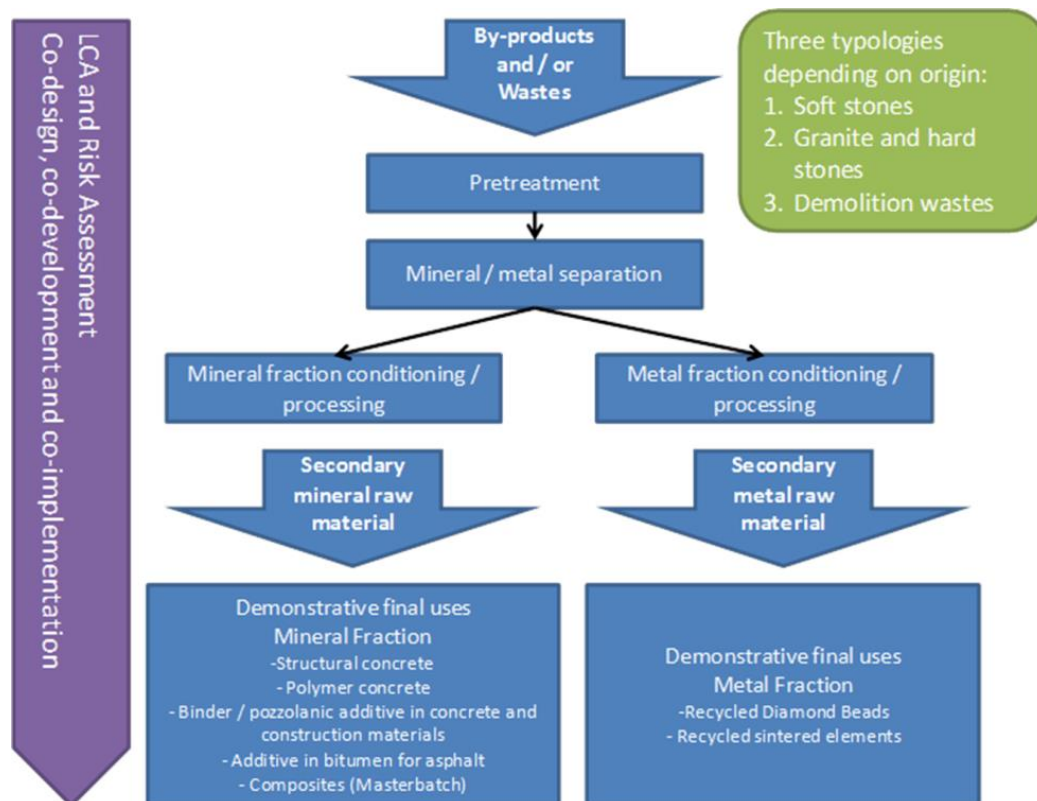 LCA and Risk Assessment
Co-design, co-development and co-implementation
By-products
and / or
Wastes
Three typologies
depending on origin:
1. Soft stones
2. Granite and hard
stones
3. Demolition wastes
Pretreatment
Mineral / metal separation
Mineral fraction conditioning /
processing
Metal fraction conditioning /
processing
Secondary
mineral raw
material
Secondary
metal raw
material
Demonstrative final uses
Mineral Fraction
-Structural concrete
- Polymer concrete
- Binder / pozzolanic additive in concrete and
construction materials
- Additive in bitumen for asphalt
- Composites (Masterbatch)
Demonstrative final uses
Metal Fraction
-Recycled Diamond Beads
- Recycled sintered elements